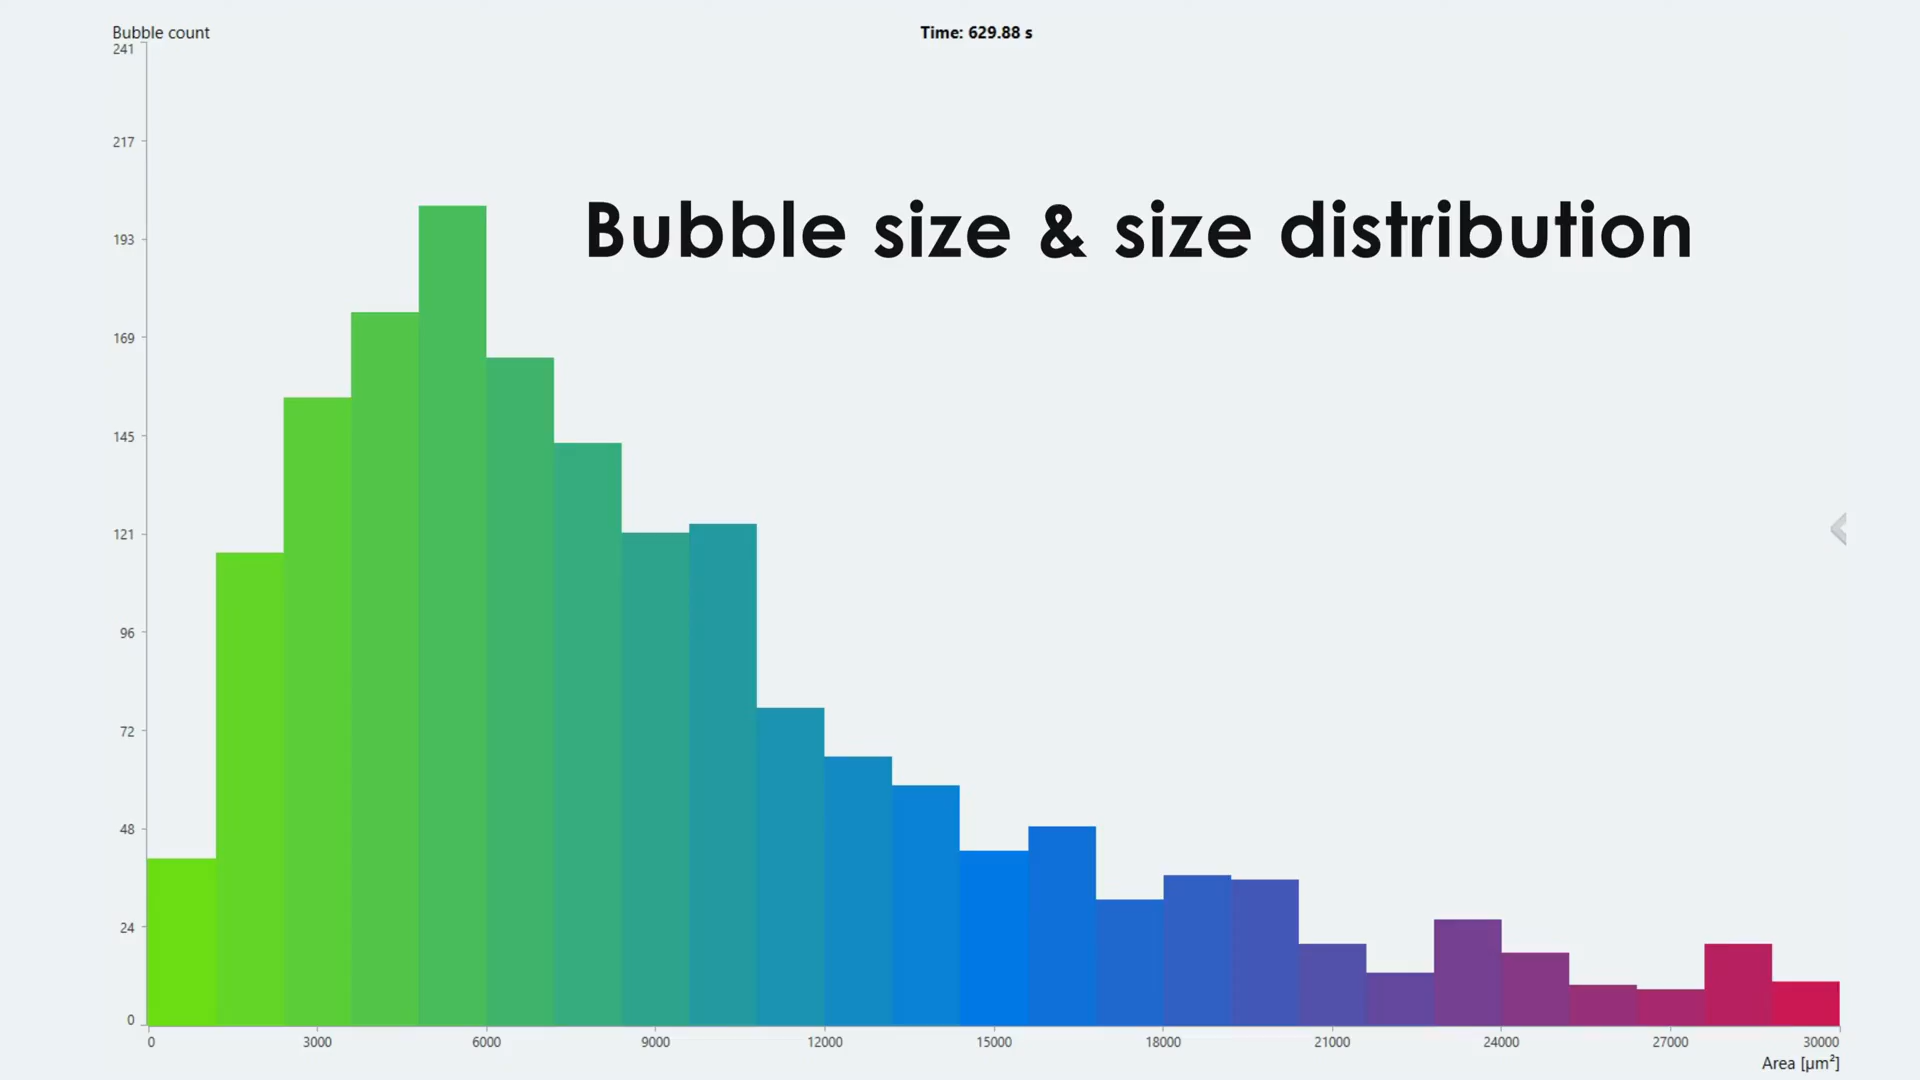 Bubble count
Time: 629.88 s
241
217
Bubble size & size distribution
193
169
145
121
96
72
48
24
0
0 3000 6000 9000 12000 15000 18000 21000 24000 27000 30000
Area [µm²]